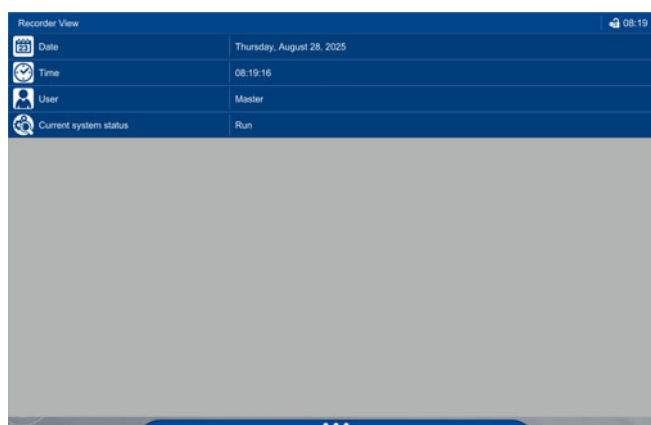 Recorder View 08:19
23 Date Thursday, August 28, 2025
Time 08:19:16
User Master
Current system status Run